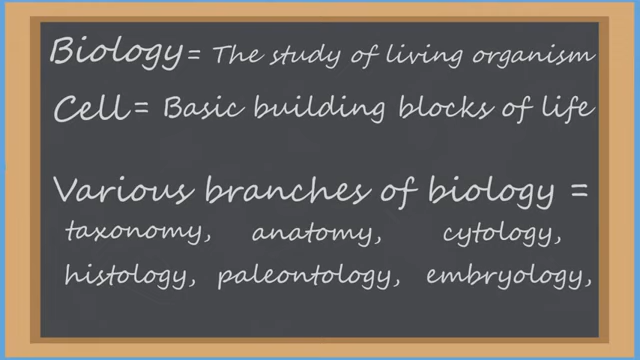 Biology = The study of living organism
Cell = Basic building blocks of life
Various branches of biology =
taxonomy, anatomy, cytology,
histology, paleontology, embryology,